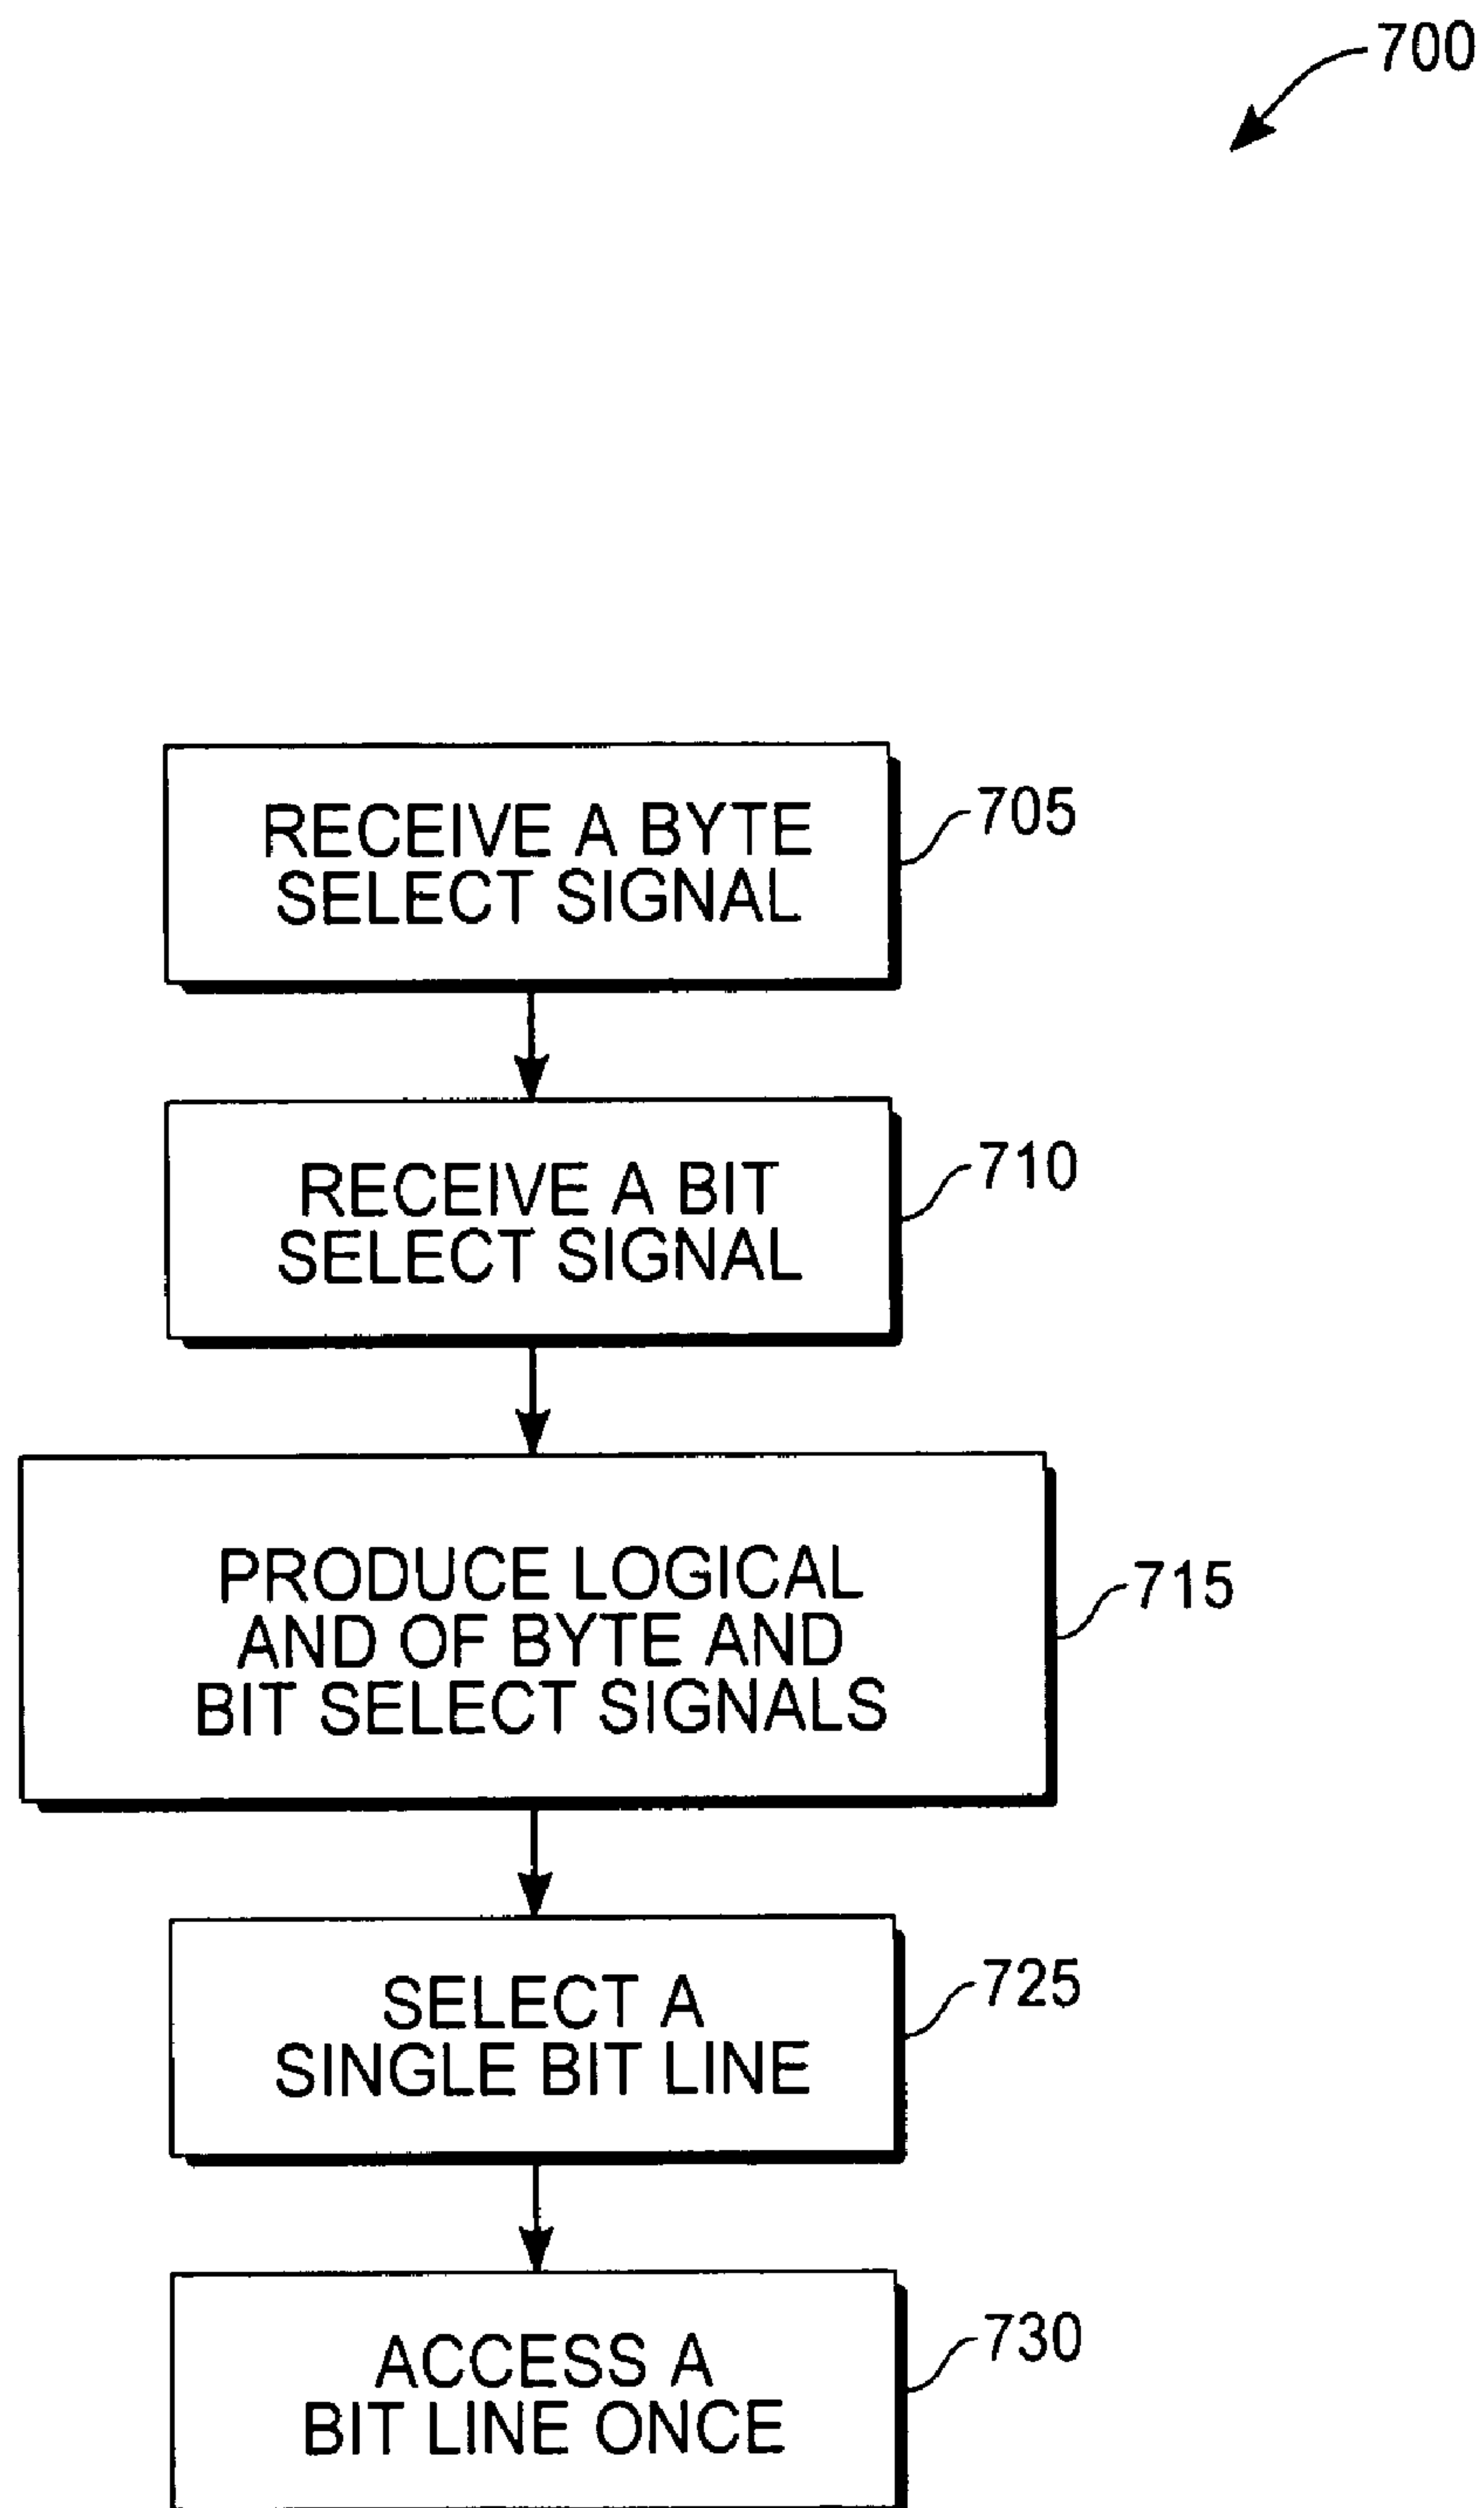 700
RECEIVE A BYTE
SELECT SIGNAL
705
RECEIVE A BIT
SELECT SIGNAL
710
PRODUCE LOGICAL
AND OF BYTE AND
BIT SELECT SIGNALS
715
SELECT A
SINGLE BIT LINE
725
ACCESS A
BIT LINE ONCE
730